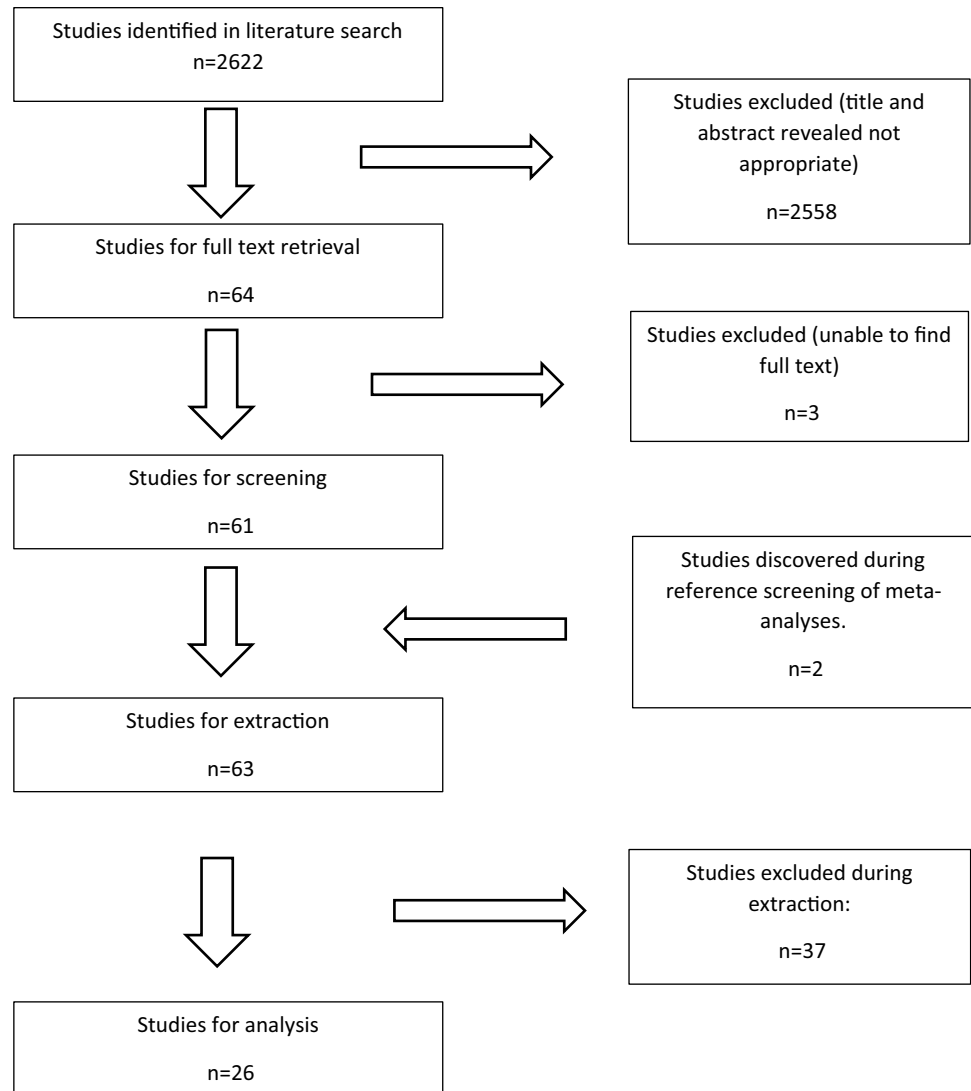 Studies identified in literature search
n=2622
Studies excluded (title and
abstract revealed not
appropriate)
n=2558
Studies for full text retrieval
n=64
Studies excluded (unable to find
full text)
n=3
Studies for screening
n=61
Studies discovered during
reference screening of meta-
analyses.
n=2
Studies for extraction
n=63
Studies excluded during
extraction:
n=37
Studies for analysis
n=26